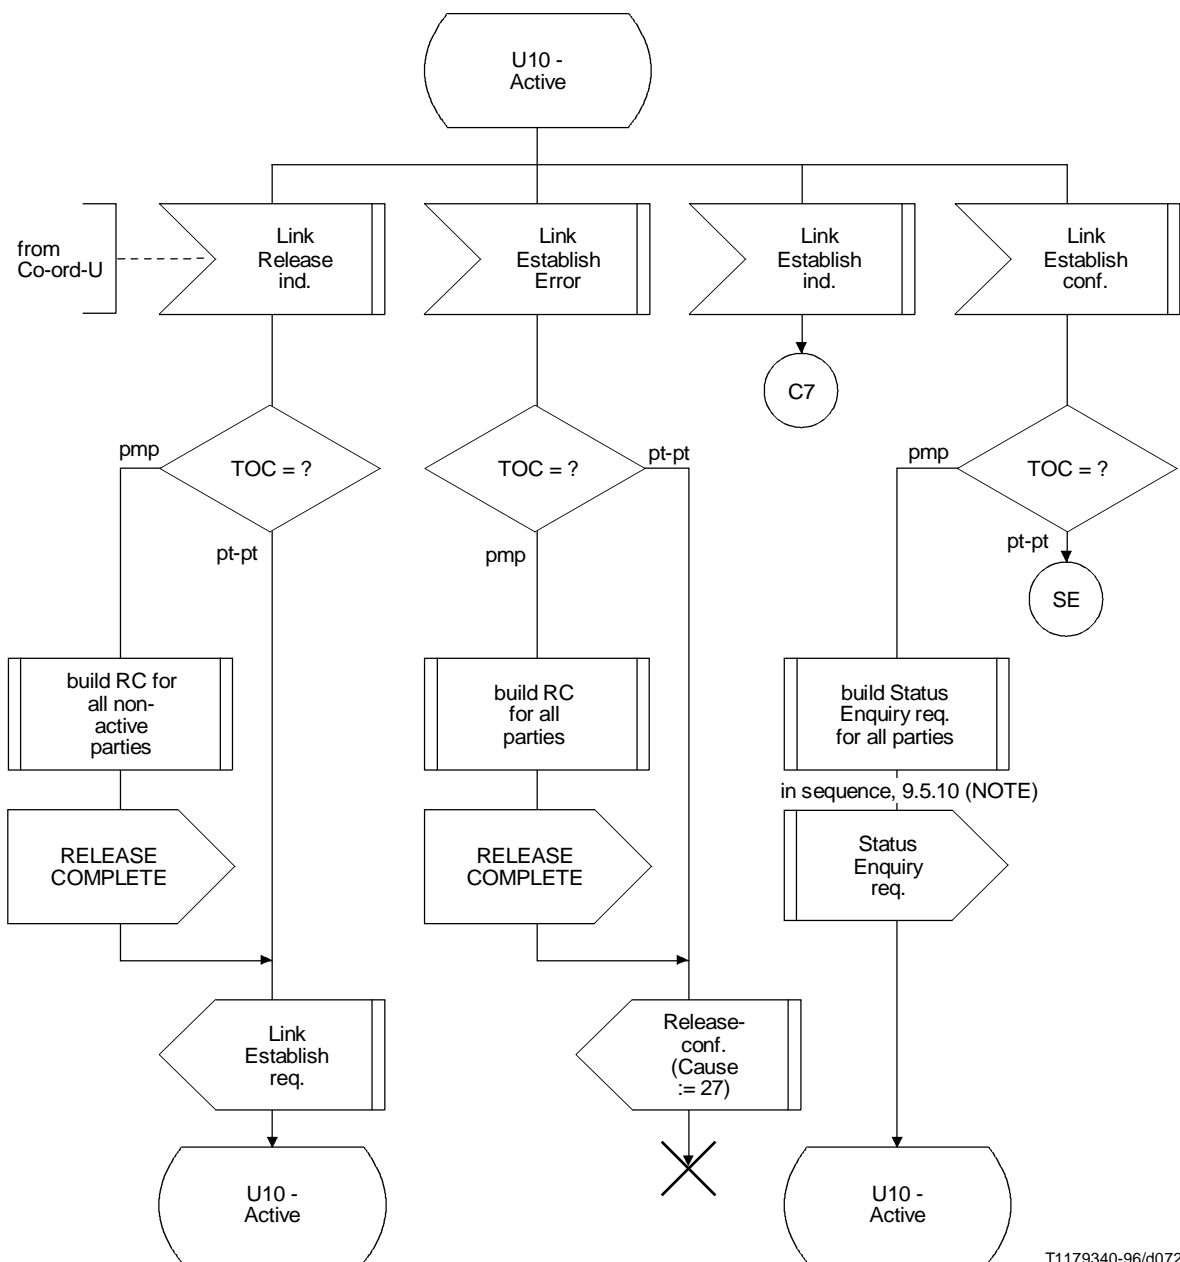 U10 -
Active
from
Co-ord-U
Link
Release
ind.
Link
Establish
Error
Link
Establish
ind.
Link
Establish
conf.
C7
pmp
TOC = ?
pt-pt
TOC = ?
pt-pt
pmp
pmp
TOC = ?
pt-pt
SE
build RC for
all non-
active
parties
build RC
for all
parties
build Status
Enquiry req.
for all parties
in sequence, 9.5.10 (NOTE)
RELEASE
COMPLETE
RELEASE
COMPLETE
Status
Enquiry
req.
Link
Establish
req.
Release-
conf.
(Cause
:= 27)
U10 -
Active
U10 -
Active
T1179340-96/d072